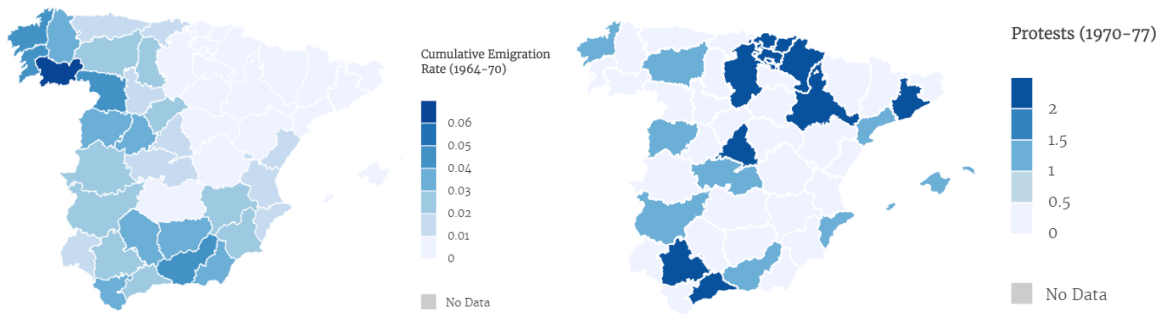 Cumulative Emigration
Rate (1964-70)
0.06
0.05
0.04
0.03
0.02
0.01
0
No Data
Protests (1970-77)
2
1.5
1
0.5
0
No Data